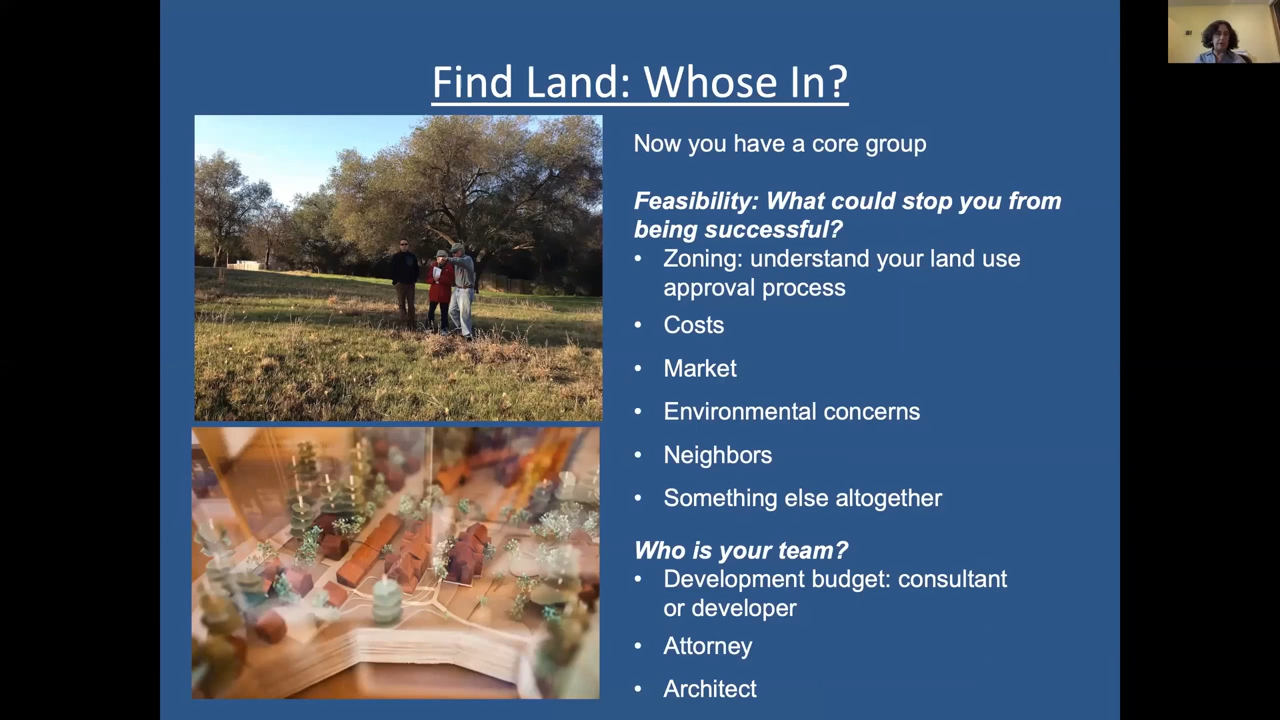 Find Land: Whose In?
Now you have a core group
Feasibility: What could stop you from
being successful?
• Zoning: understand your land use
approval process
• Costs
• Market
• Environmental concerns
• Neighbors
• Something else altogether
Who is your team?
• Development budget: consultant
or developer
• Attorney
• Architect